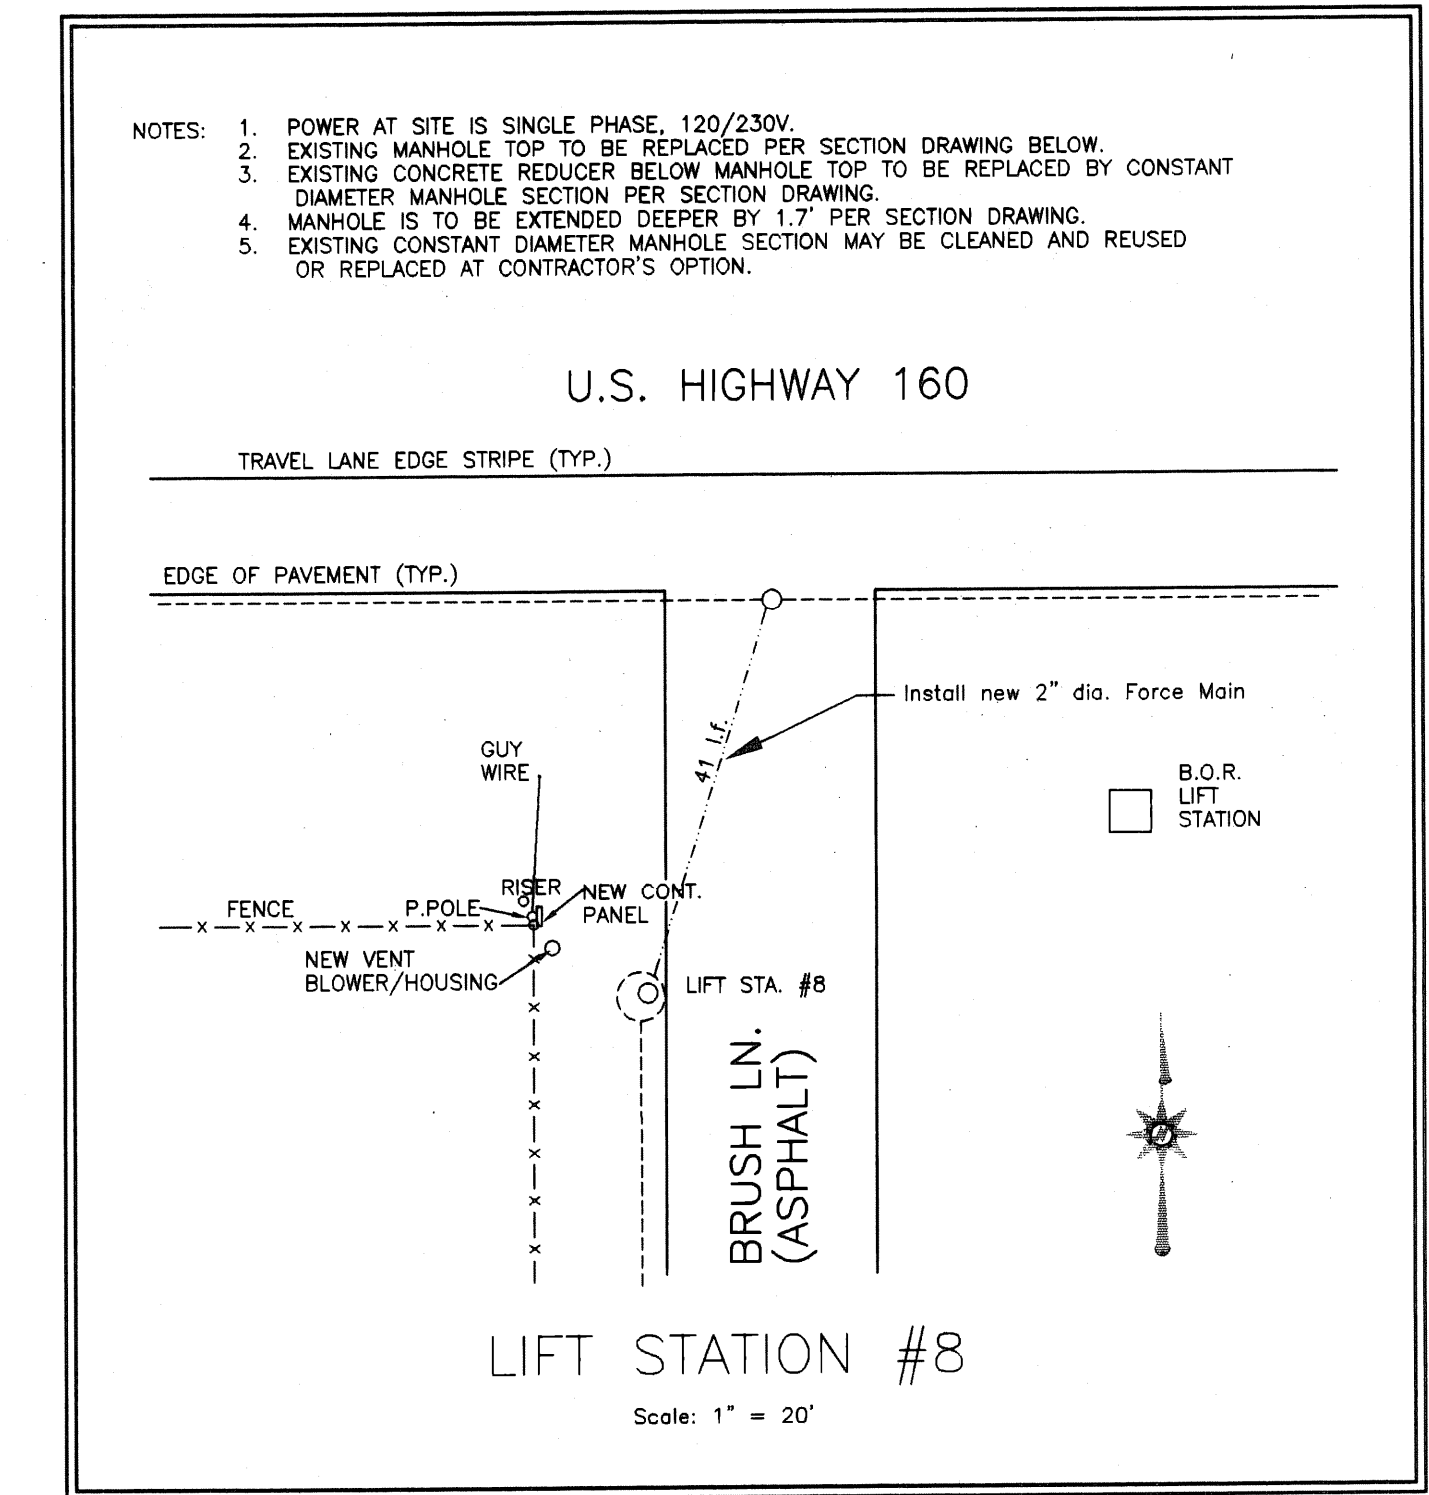 NOTES: 1. POWER AT SITE IS SINGLE PHASE, 120/230V.
2. EXISTING MANHOLE TOP TO BE REPLACED PER SECTION DRAWING BELOW.
3. EXISTING CONCRETE REDUCER BELOW MANHOLE TOP TO BE REPLACED BY CONSTANT
DIAMETER MANHOLE SECTION PER SECTION DRAWING.
4. MANHOLE IS TO BE EXTENDED DEEPER BY 1.7' PER SECTION DRAWING.
5. EXISTING CONSTANT DIAMETER MANHOLE SECTION MAY BE CLEANED AND REUSED
OR REPLACED AT CONTRACTOR'S OPTION.
U.S. HIGHWAY 160
TRAVEL LANE EDGE STRIPE (TYP.)
EDGE OF PAVEMENT (TYP.)
Install new 2" dia. Force Main
41 l.f.
GUY
WIRE
B.O.R.
LIFT
STATION
RISER
NEW CONT.
PANEL
FENCE
P.POLE
NEW VENT
BLOWER/HOUSING
LIFT STA. #8
BRUSH LN.
(ASPHALT)
LIFT STATION #8
Scale: 1" = 20'